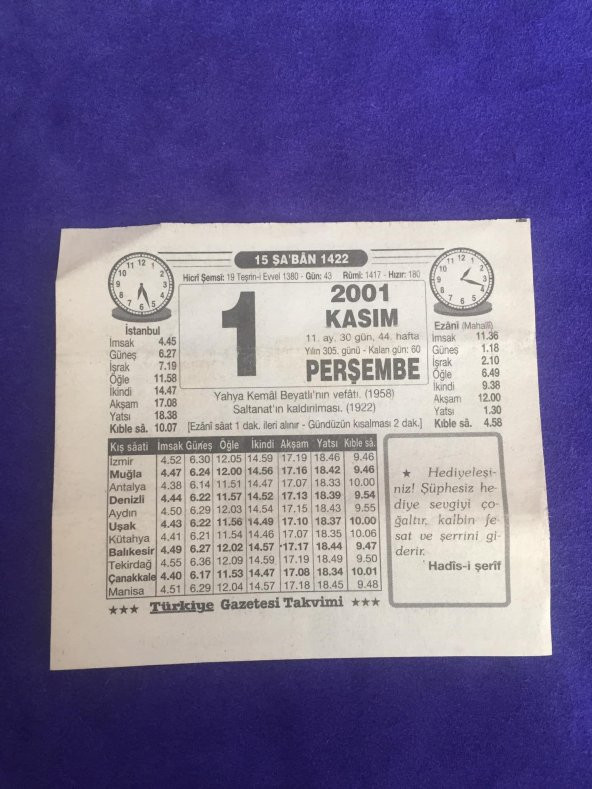 15 ŞA'BÂN 1422
Hicrî Şemsi: 19 Teşrin-i Evvel 1380 - Gün: 43 Rûmî: 1417 - Hızır: 180
1
2001
KASIM
11. ay. 30 gün, 44. hafta
Yılın 305. günü - Kalan gün: 60
PERŞEMBE
İstanbul
İmsak 4.45
Güneş 6.27
İşrak 7.19
Öğle 11.58
İkindi 14.47
Akşam 17.08
Yatsı 18.38
Kıble sâ. 10.07
Ezânî (Mahallî)
İmsak 11.36
Güneş 1.18
İşrak 2.10
Öğle 6.49
İkindi 9.38
Akşam 12.00
Yatsı 1.30
Kıble sâ. 4.58
Yahya Kemâl Beyatlı'nın vefâtı. (1958)
Saltanat'ın kaldırılması. (1922)
[Ezânî sâat 1 dak. ileri alınır - Gündüzün kısalması 2 dak.]
Kış sâati İmsak Güneş Öğle İkindi Akşam Yatsı Kıble sâ.
İzmir 4.52 6.30 12.05 14.59 17.19 18.46 9.46
Muğla 4.47 6.24 12.00 14.56 17.16 18.42 9.46
Antalya 4.38 6.14 11.51 14.47 17.07 18.33 10.00
Denizli 4.44 6.22 11.57 14.52 17.13 18.39 9.54
Aydın 4.50 6.29 12.03 14.54 17.15 18.43 9.55
Uşak 4.43 6.22 11.56 14.49 17.10 18.37 10.00
Kütahya 4.41 6.21 11.54 14.46 17.07 18.35 10.06
Balıkesir 4.49 6.27 12.02 14.57 17.17 18.44 9.47
Tekirdağ 4.55 6.36 12.09 14.59 17.19 18.49 9.50
Çanakkale 4.40 6.17 11.53 14.47 17.08 18.34 10.01
Manisa 4.51 6.29 12.04 14.57 17.18 18.45 9.48
★ Hediyeleşi-
niz! Şüphesiz he-
diye sevgiyi ço-
ğaltır, kalbin fe-
sat ve şerrini gi-
derir.
Hadîs-i şerîf
★★★ Türkiye Gazetesi Takvimi ★★★